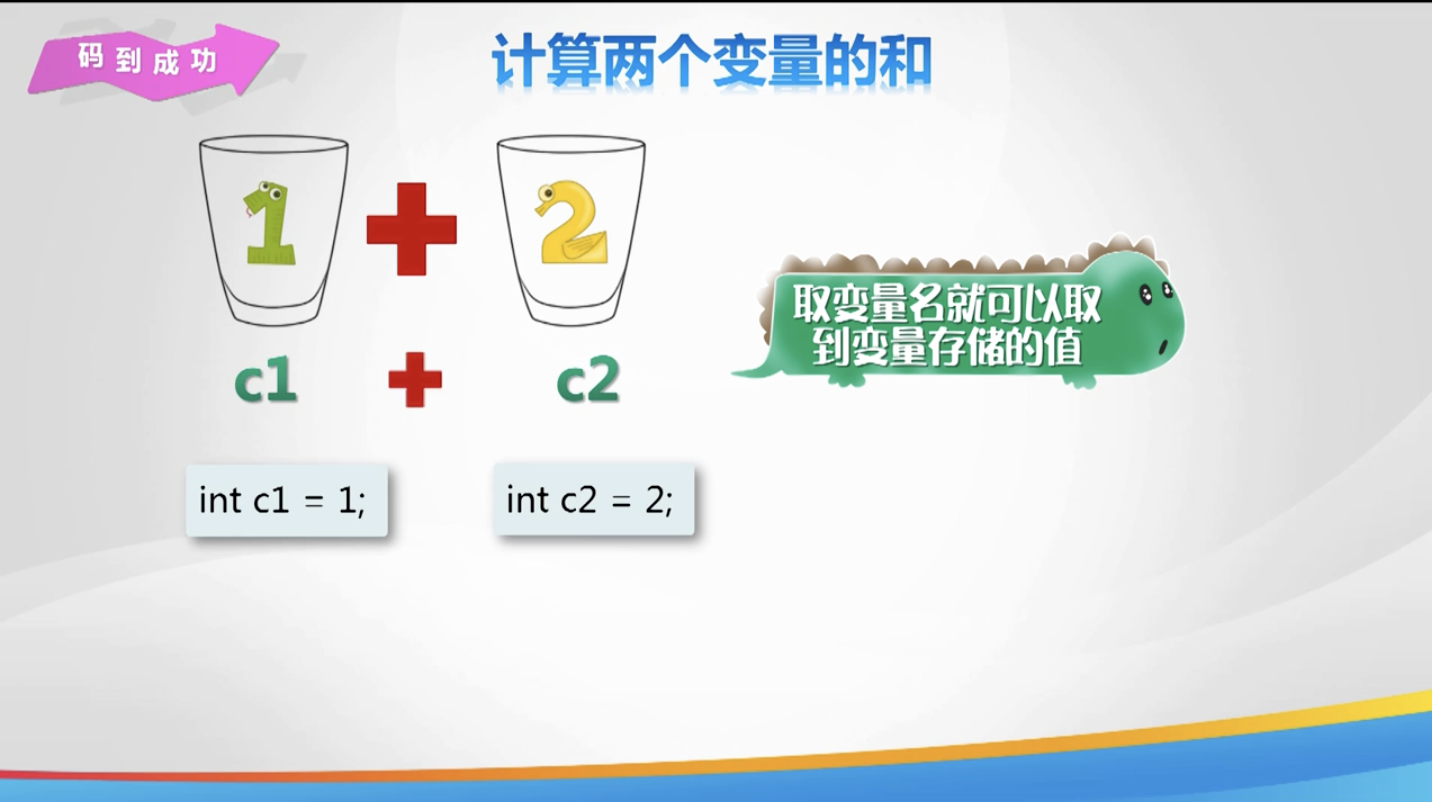 码到成功
计算两个变量的和
1
2
c1
c2
取变量名就可以取
到变量存储的值
int c1 = 1;
int c2 = 2;